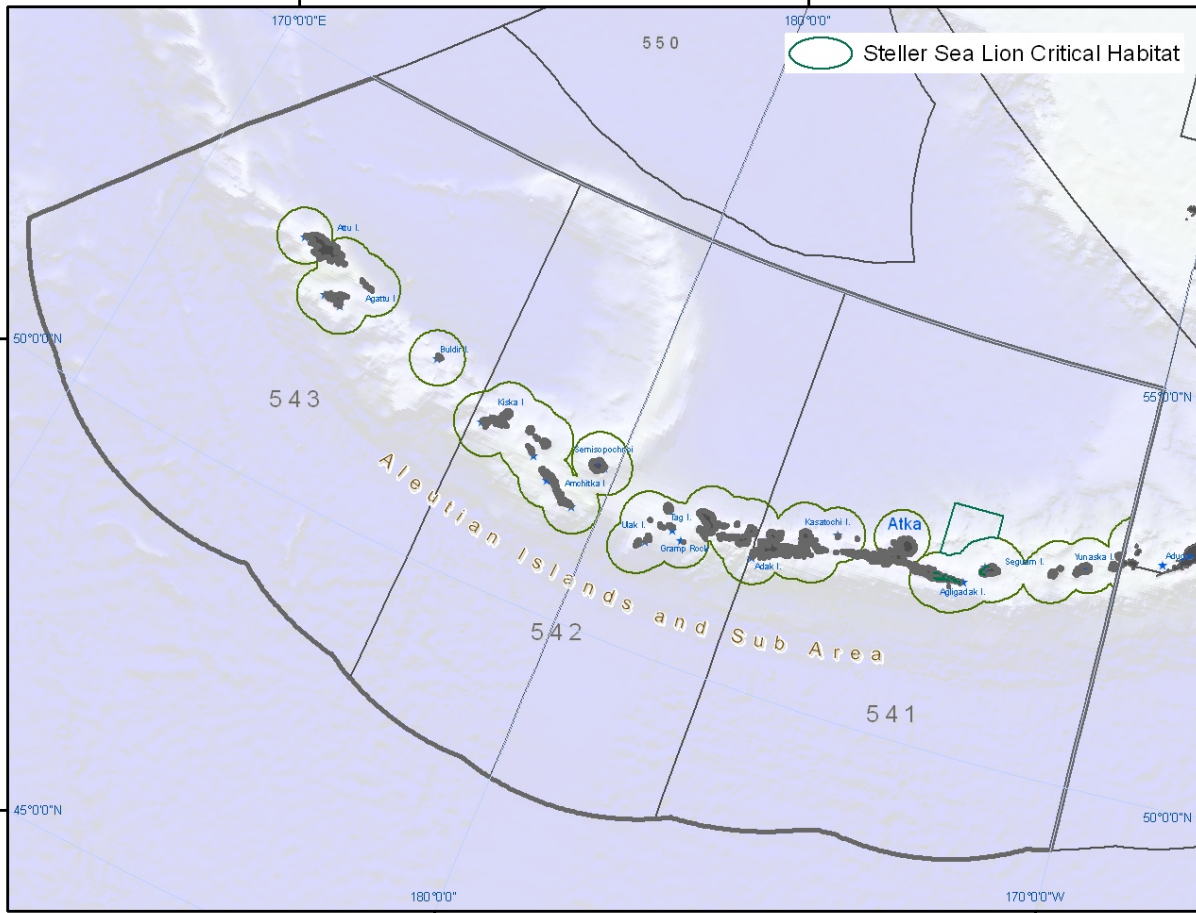 170°0'0"E
180°0'0"
550
Steller Sea Lion Critical Habitat
Attu I.
Agattu I
50°0'0"N
Buldir I.
55°0'0"N
543
Kiska I
Semisopochnoi
Aleutian Islands and Sub Area
Amchitka I
Ulak I.
Tag I.
Kasatochi I.
Atka
Gramp Rock
Adak I.
Seguam I.
Yunaska I.
Agligadak I.
542
541
45°0'0"N
50°0'0"N
180°0'0"
170°0'0"W